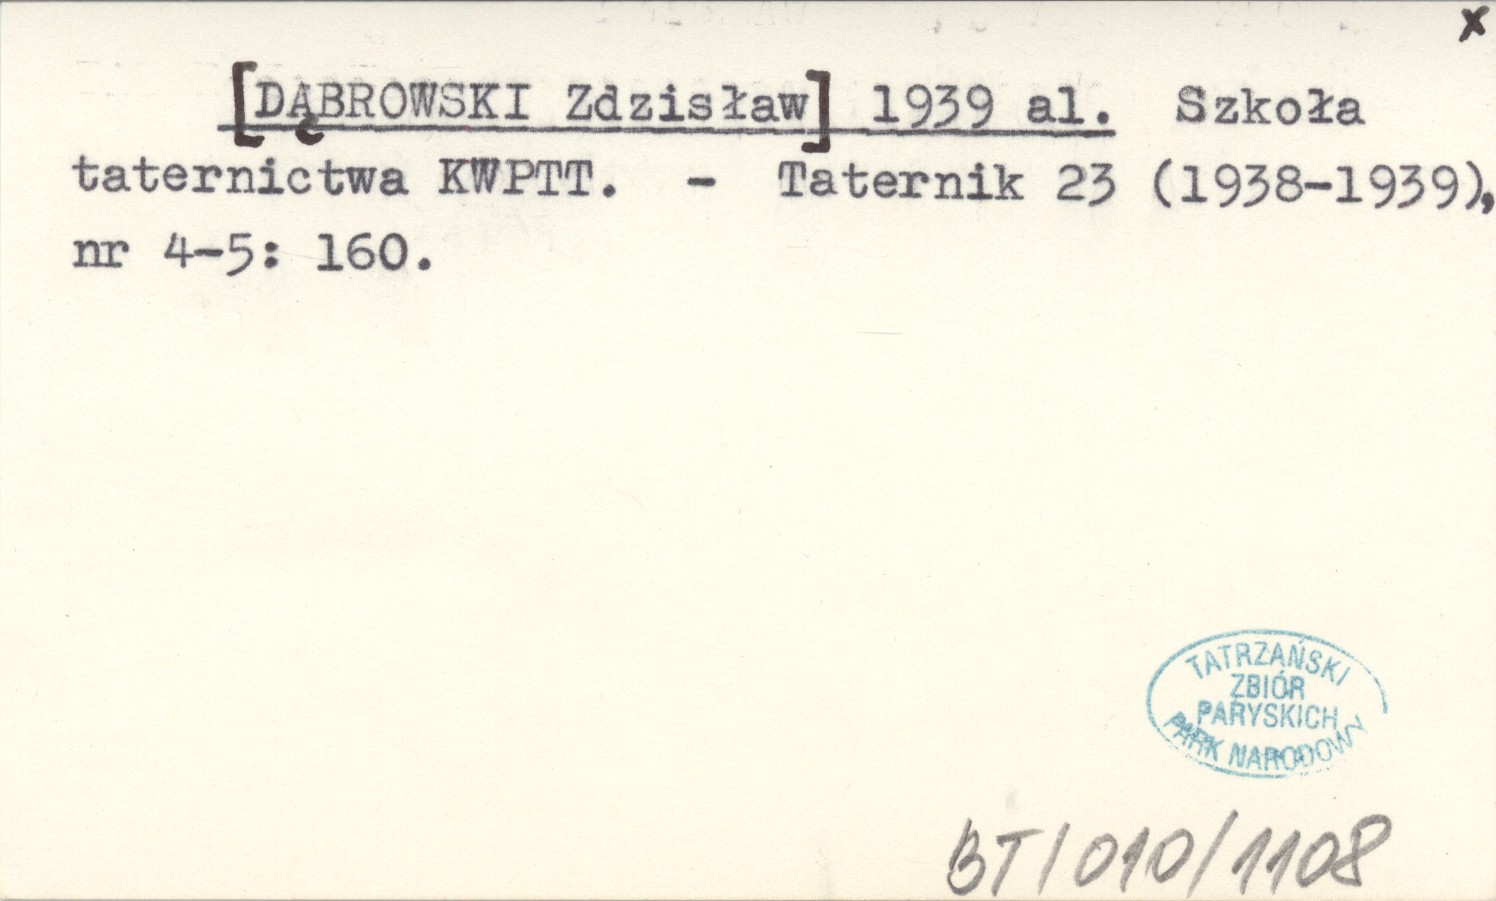 x
[DĄBROWSKI Zdzisław] 1939 al. Szkoła
taternictwa KWPTT. - Taternik 23 (1938-1939),
nr 4-5: 160.
TATRZAŃSKI
ZBIÓR
PARYSKICH
PARK NARODOWY
BT/010/1108